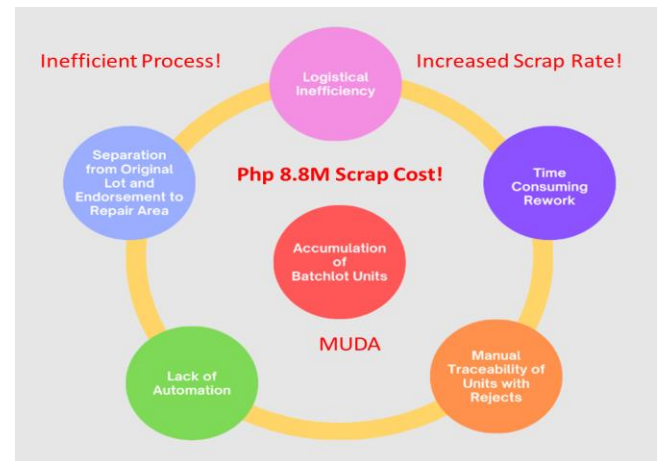 Inefficient Process!
Increased Scrap Rate!
Logistical
Inefficiency
Separation
from Original
Lot and
Endorsement to
Repair Area
Php 8.8M Scrap Cost!
Time
Consuming
Rework
Accumulation
of
Batchlot Units
MUDA
Lack of
Automation
Manual
Traceability of
Units with
Rejects